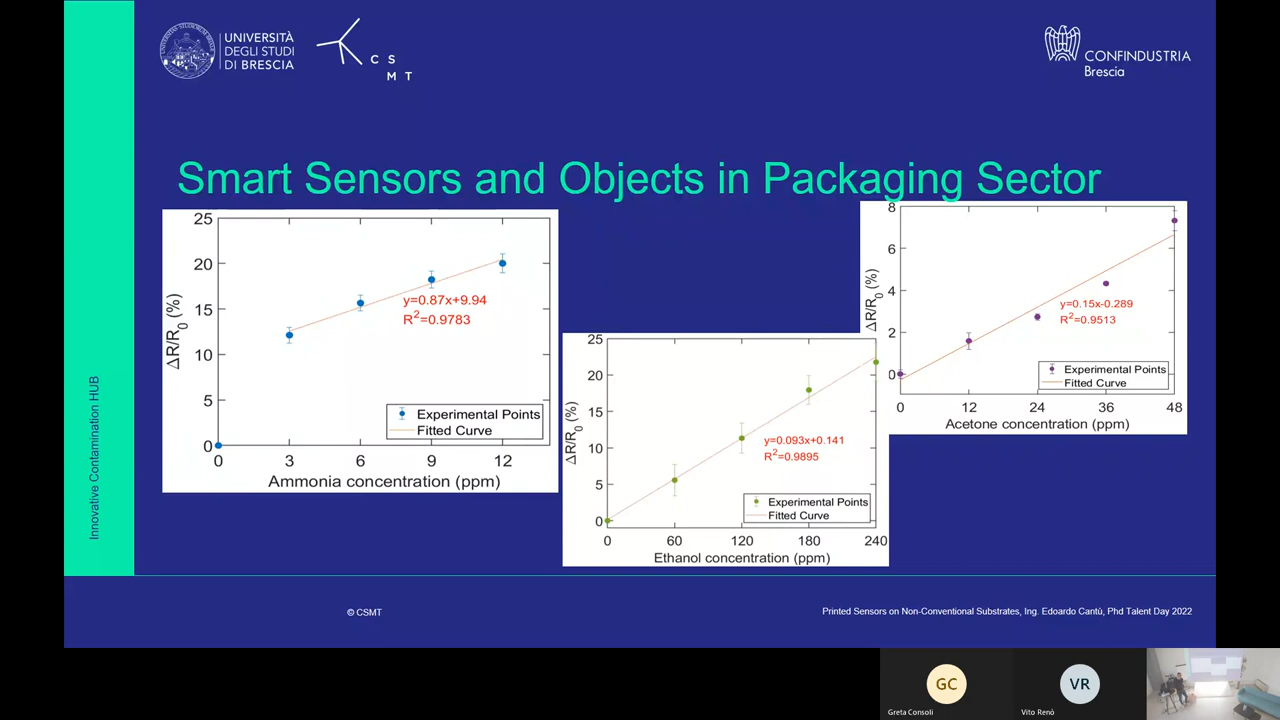 UNIVERSITÀ
DEGLI STUDI
DI BRESCIA
C S
M T
CONFINDUSTRIA
Brescia
Smart Sensors and Objects in Packaging Sector
Innovative Contamination HUB
25
20
15
10
5
0
ΔR/R0 (%)
y=0.87x+9.94
R2=0.9783
Experimental Points
Fitted Curve
0 3 6 9 12
Ammonia concentration (ppm)
25
20
15
10
5
0
ΔR/R0 (%)
y=0.093x+0.141
R2=0.9895
Experimental Points
Fitted Curve
0 60 120 180 240
Ethanol concentration (ppm)
8
6
4
2
0
ΔR/R0 (%)
y=0.15x-0.289
R2=0.9513
Experimental Points
Fitted Curve
0 12 24 36 48
Acetone concentration (ppm)
© CSMT
Printed Sensors on Non-Conventional Substrates, Ing. Edoardo Cantù, Phd Talent Day 2022
GC
Greta Consoli
VR
Vito Renò